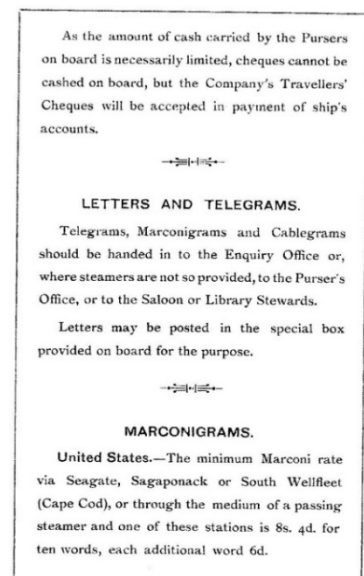 As the amount of cash carried by the Pursers
on board is necessarily limited, cheques cannot be
cashed on board, but the Company's Travellers'
Cheques will be accepted in payment of ship's
accounts.
LETTERS AND TELEGRAMS.
Telegrams, Marconigrams and Cablegrams
should be handed in to the Enquiry Office or,
where steamers are not so provided, to the Purser's
Office, or to the Saloon or Library Stewards.
Letters may be posted in the special box
provided on board for the purpose.
MARCONIGRAMS.
United States.—The minimum Marconi rate
via Seagate, Sagaponack or South Wellfleet
(Cape Cod), or through the medium of a passing
steamer and one of these stations is 8s. 4d. for
ten words, each additional word 6d.